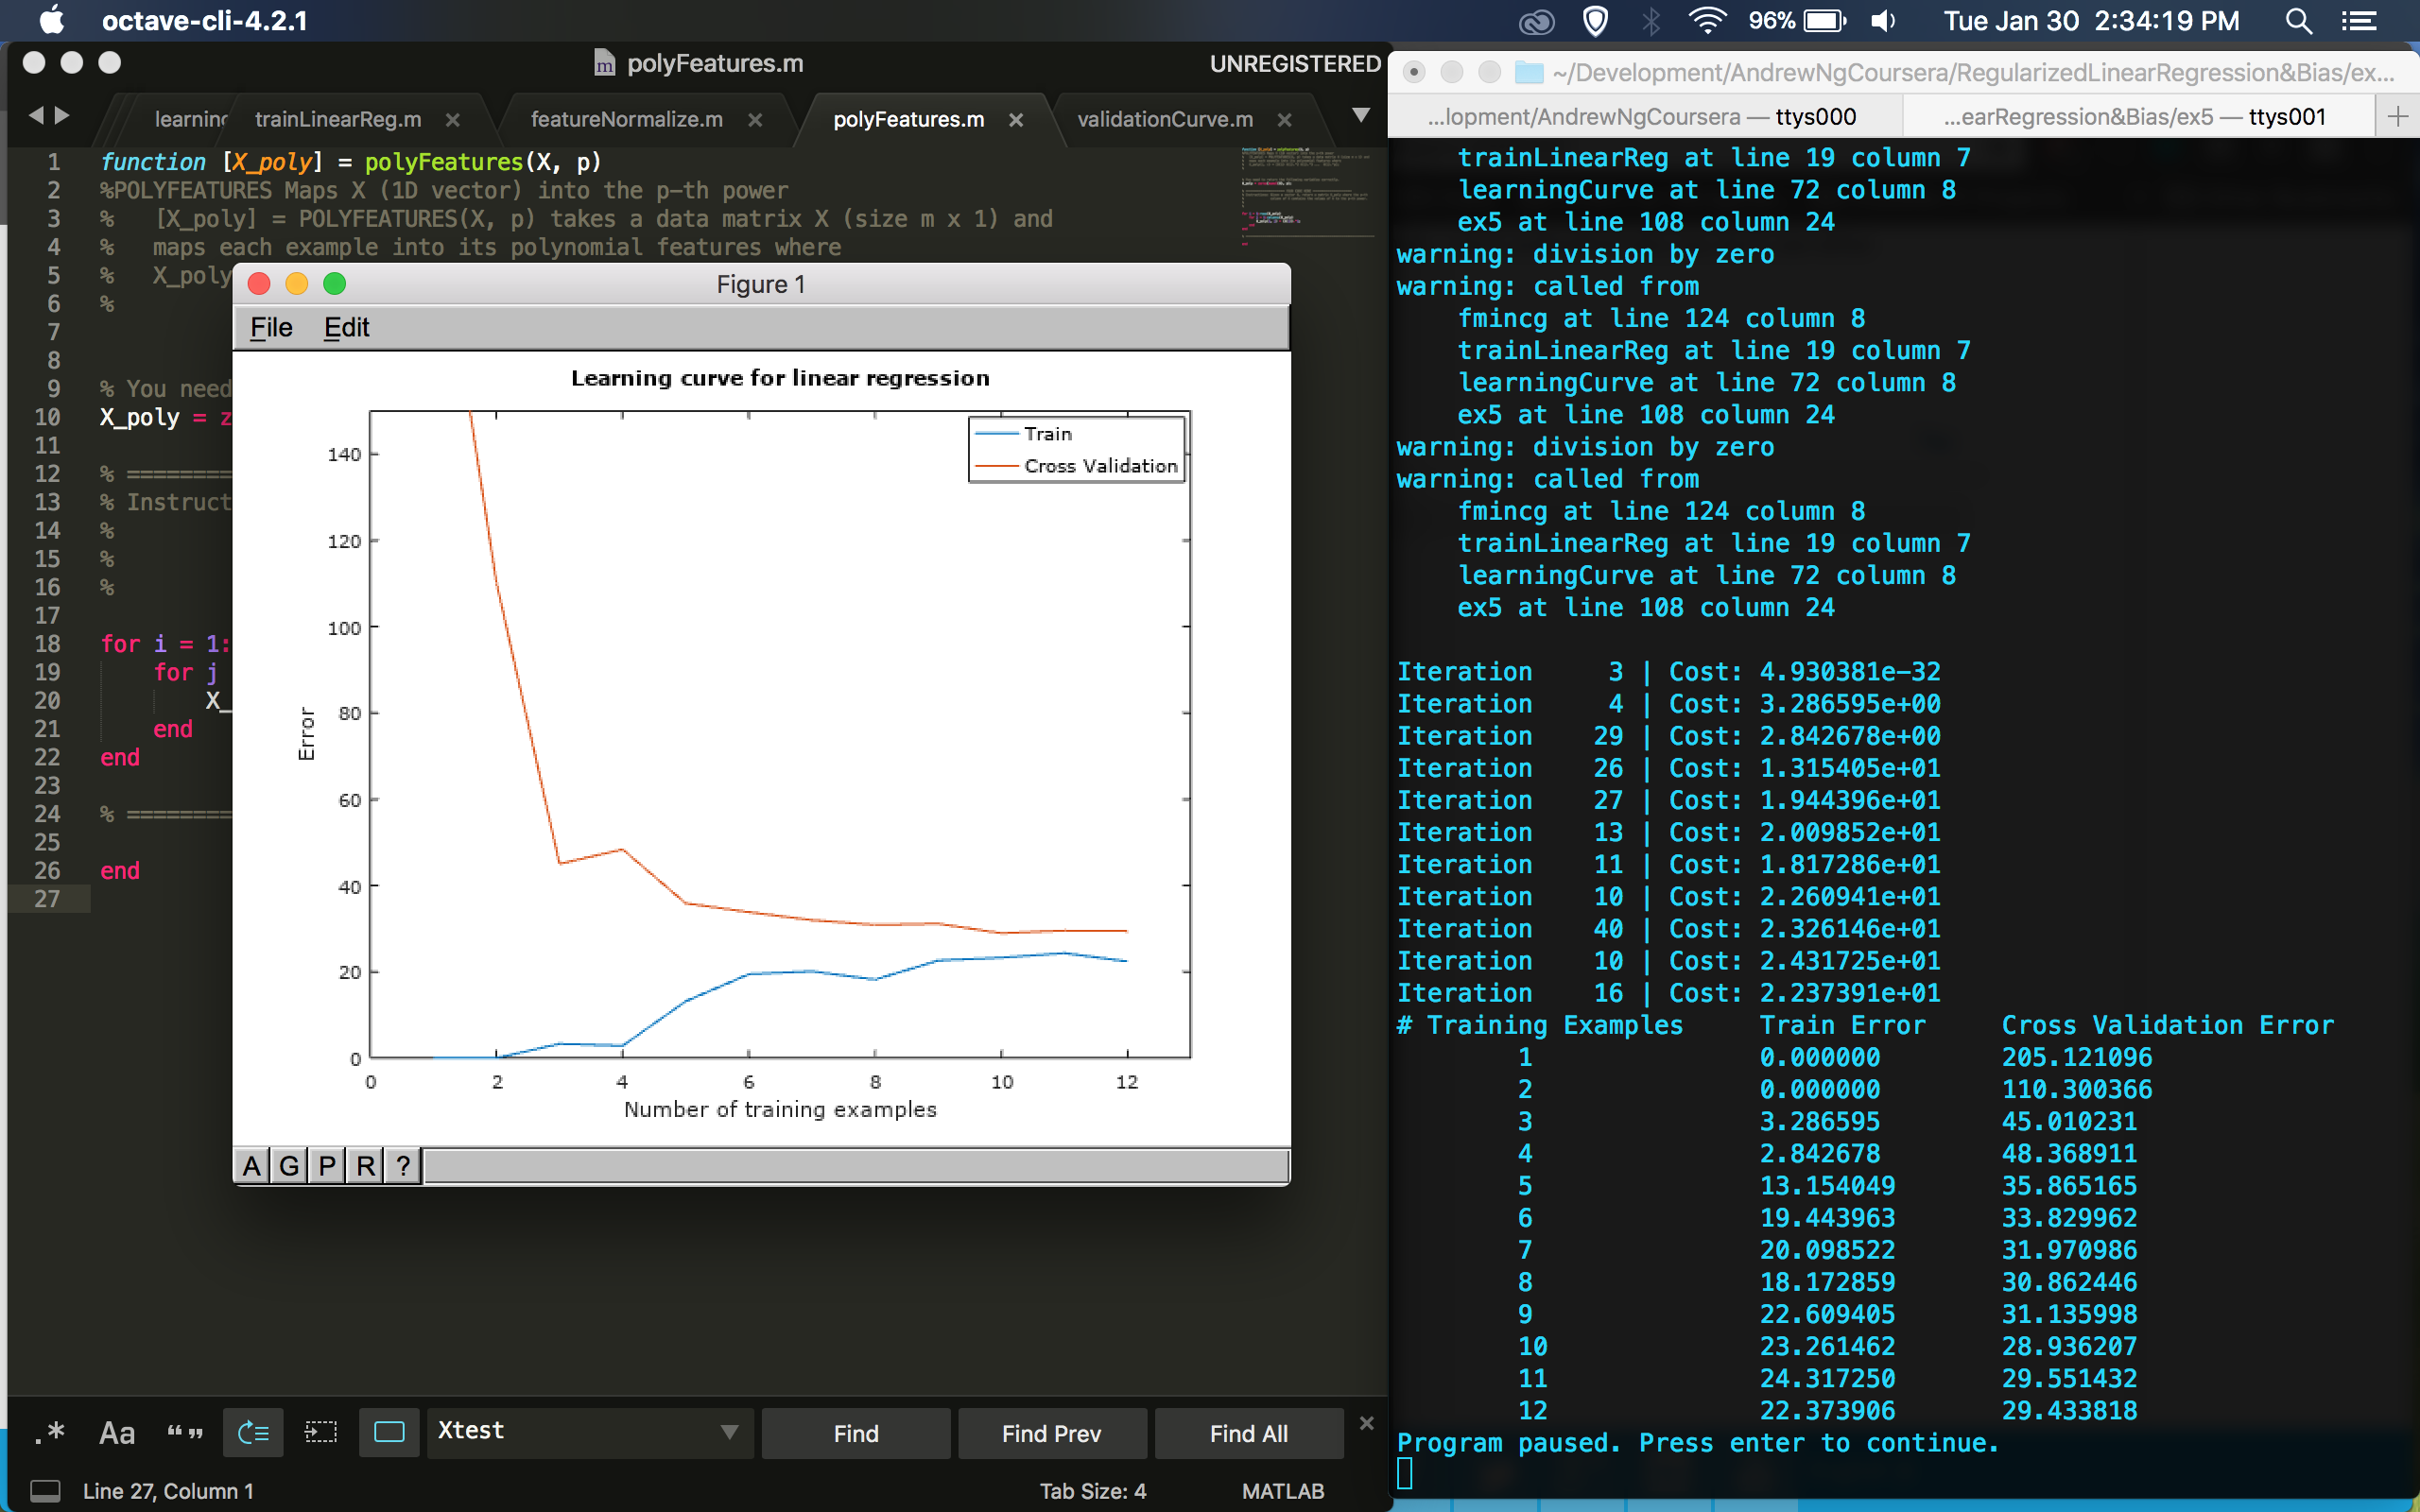 octave-cli-4.2.1
96%
Tue Jan 30 2:34:19 PM
polyFeatures.m
UNREGISTERED
learning
trainLinearReg.m
featureNormalize.m
polyFeatures.m
validationCurve.m
1 function [X_poly] = polyFeatures(X, p)
2 %POLYFEATURES Maps X (1D vector) into the p-th power
3 % [X_poly] = POLYFEATURES(X, p) takes a data matrix X (size m x 1) and
4 % maps each example into its polynomial features where
5 % X_poly
6 %
7
8
9 % You need
10 X_poly = z
11
12 % =========
13 % Instruct
14 %
15 %
16 %
17
18 for i = 1:
19 for j
20 X_
21 end
22 end
23
24 % =========
25
26 end
27
Figure 1
File Edit
Learning curve for linear regression
Train
Cross Validation
140
120
100
80
60
40
20
0
Error
0 2 4 6 8 10 12
Number of training examples
A G P R ?
.* Aa “” Xtest Find Find Prev Find All
Line 27, Column 1
Tab Size: 4
MATLAB
~/Development/AndrewNgCoursera/RegularizedLinearRegression&Bias/ex...
...lopment/AndrewNgCoursera — ttys000
...earRegression&Bias/ex5 — ttys001
trainLinearReg at line 19 column 7
learningCurve at line 72 column 8
ex5 at line 108 column 24
warning: division by zero
warning: called from
fmincg at line 124 column 8
trainLinearReg at line 19 column 7
learningCurve at line 72 column 8
ex5 at line 108 column 24
warning: division by zero
warning: called from
fmincg at line 124 column 8
trainLinearReg at line 19 column 7
learningCurve at line 72 column 8
ex5 at line 108 column 24
Iteration 3 | Cost: 4.930381e-32
Iteration 4 | Cost: 3.286595e+00
Iteration 29 | Cost: 2.842678e+00
Iteration 26 | Cost: 1.315405e+01
Iteration 27 | Cost: 1.944396e+01
Iteration 13 | Cost: 2.009852e+01
Iteration 11 | Cost: 1.817286e+01
Iteration 10 | Cost: 2.260941e+01
Iteration 40 | Cost: 2.326146e+01
Iteration 10 | Cost: 2.431725e+01
Iteration 16 | Cost: 2.237391e+01
# Training Examples Train Error Cross Validation Error
1 0.000000 205.121096
2 0.000000 110.300366
3 3.286595 45.010231
4 2.842678 48.368911
5 13.154049 35.865165
6 19.443963 33.829962
7 20.098522 31.970986
8 18.172859 30.862446
9 22.609405 31.135998
10 23.261462 28.936207
11 24.317250 29.551432
12 22.373906 29.433818
Program paused. Press enter to continue.